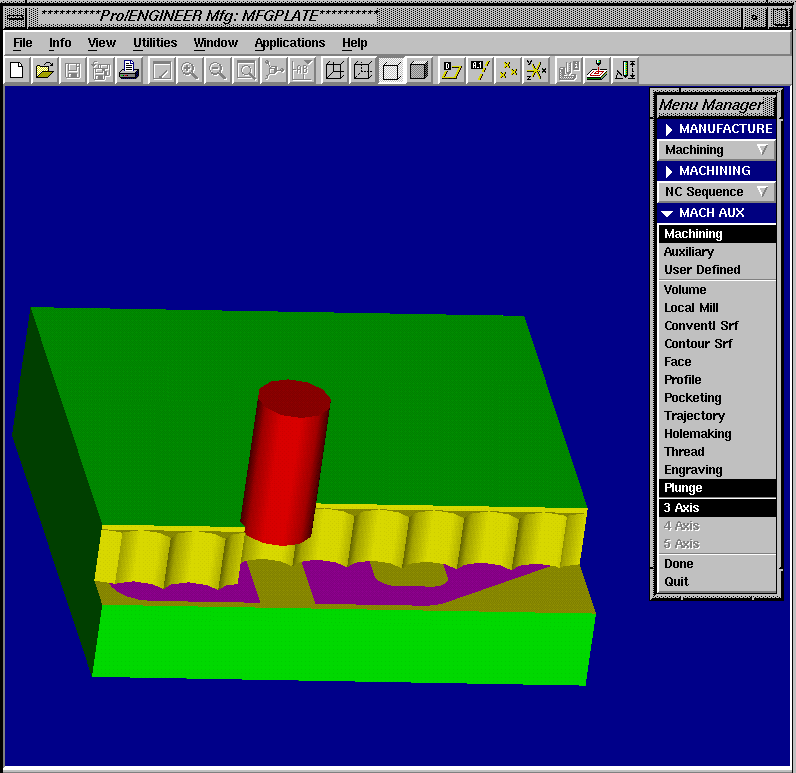 **********Pro/ENGINEER Mfg: MFGPLATE**********
File Info View Utilities Window Applications Help
Menu Manager
MANUFACTURE
Machining
MACHINING
NC Sequence
MACH AUX
Machining
Auxiliary
User Defined
Volume
Local Mill
Conventl Srf
Contour Srf
Face
Profile
Pocketing
Trajectory
Holemaking
Thread
Engraving
Plunge
3 Axis
4 Axis
5 Axis
Done
Quit